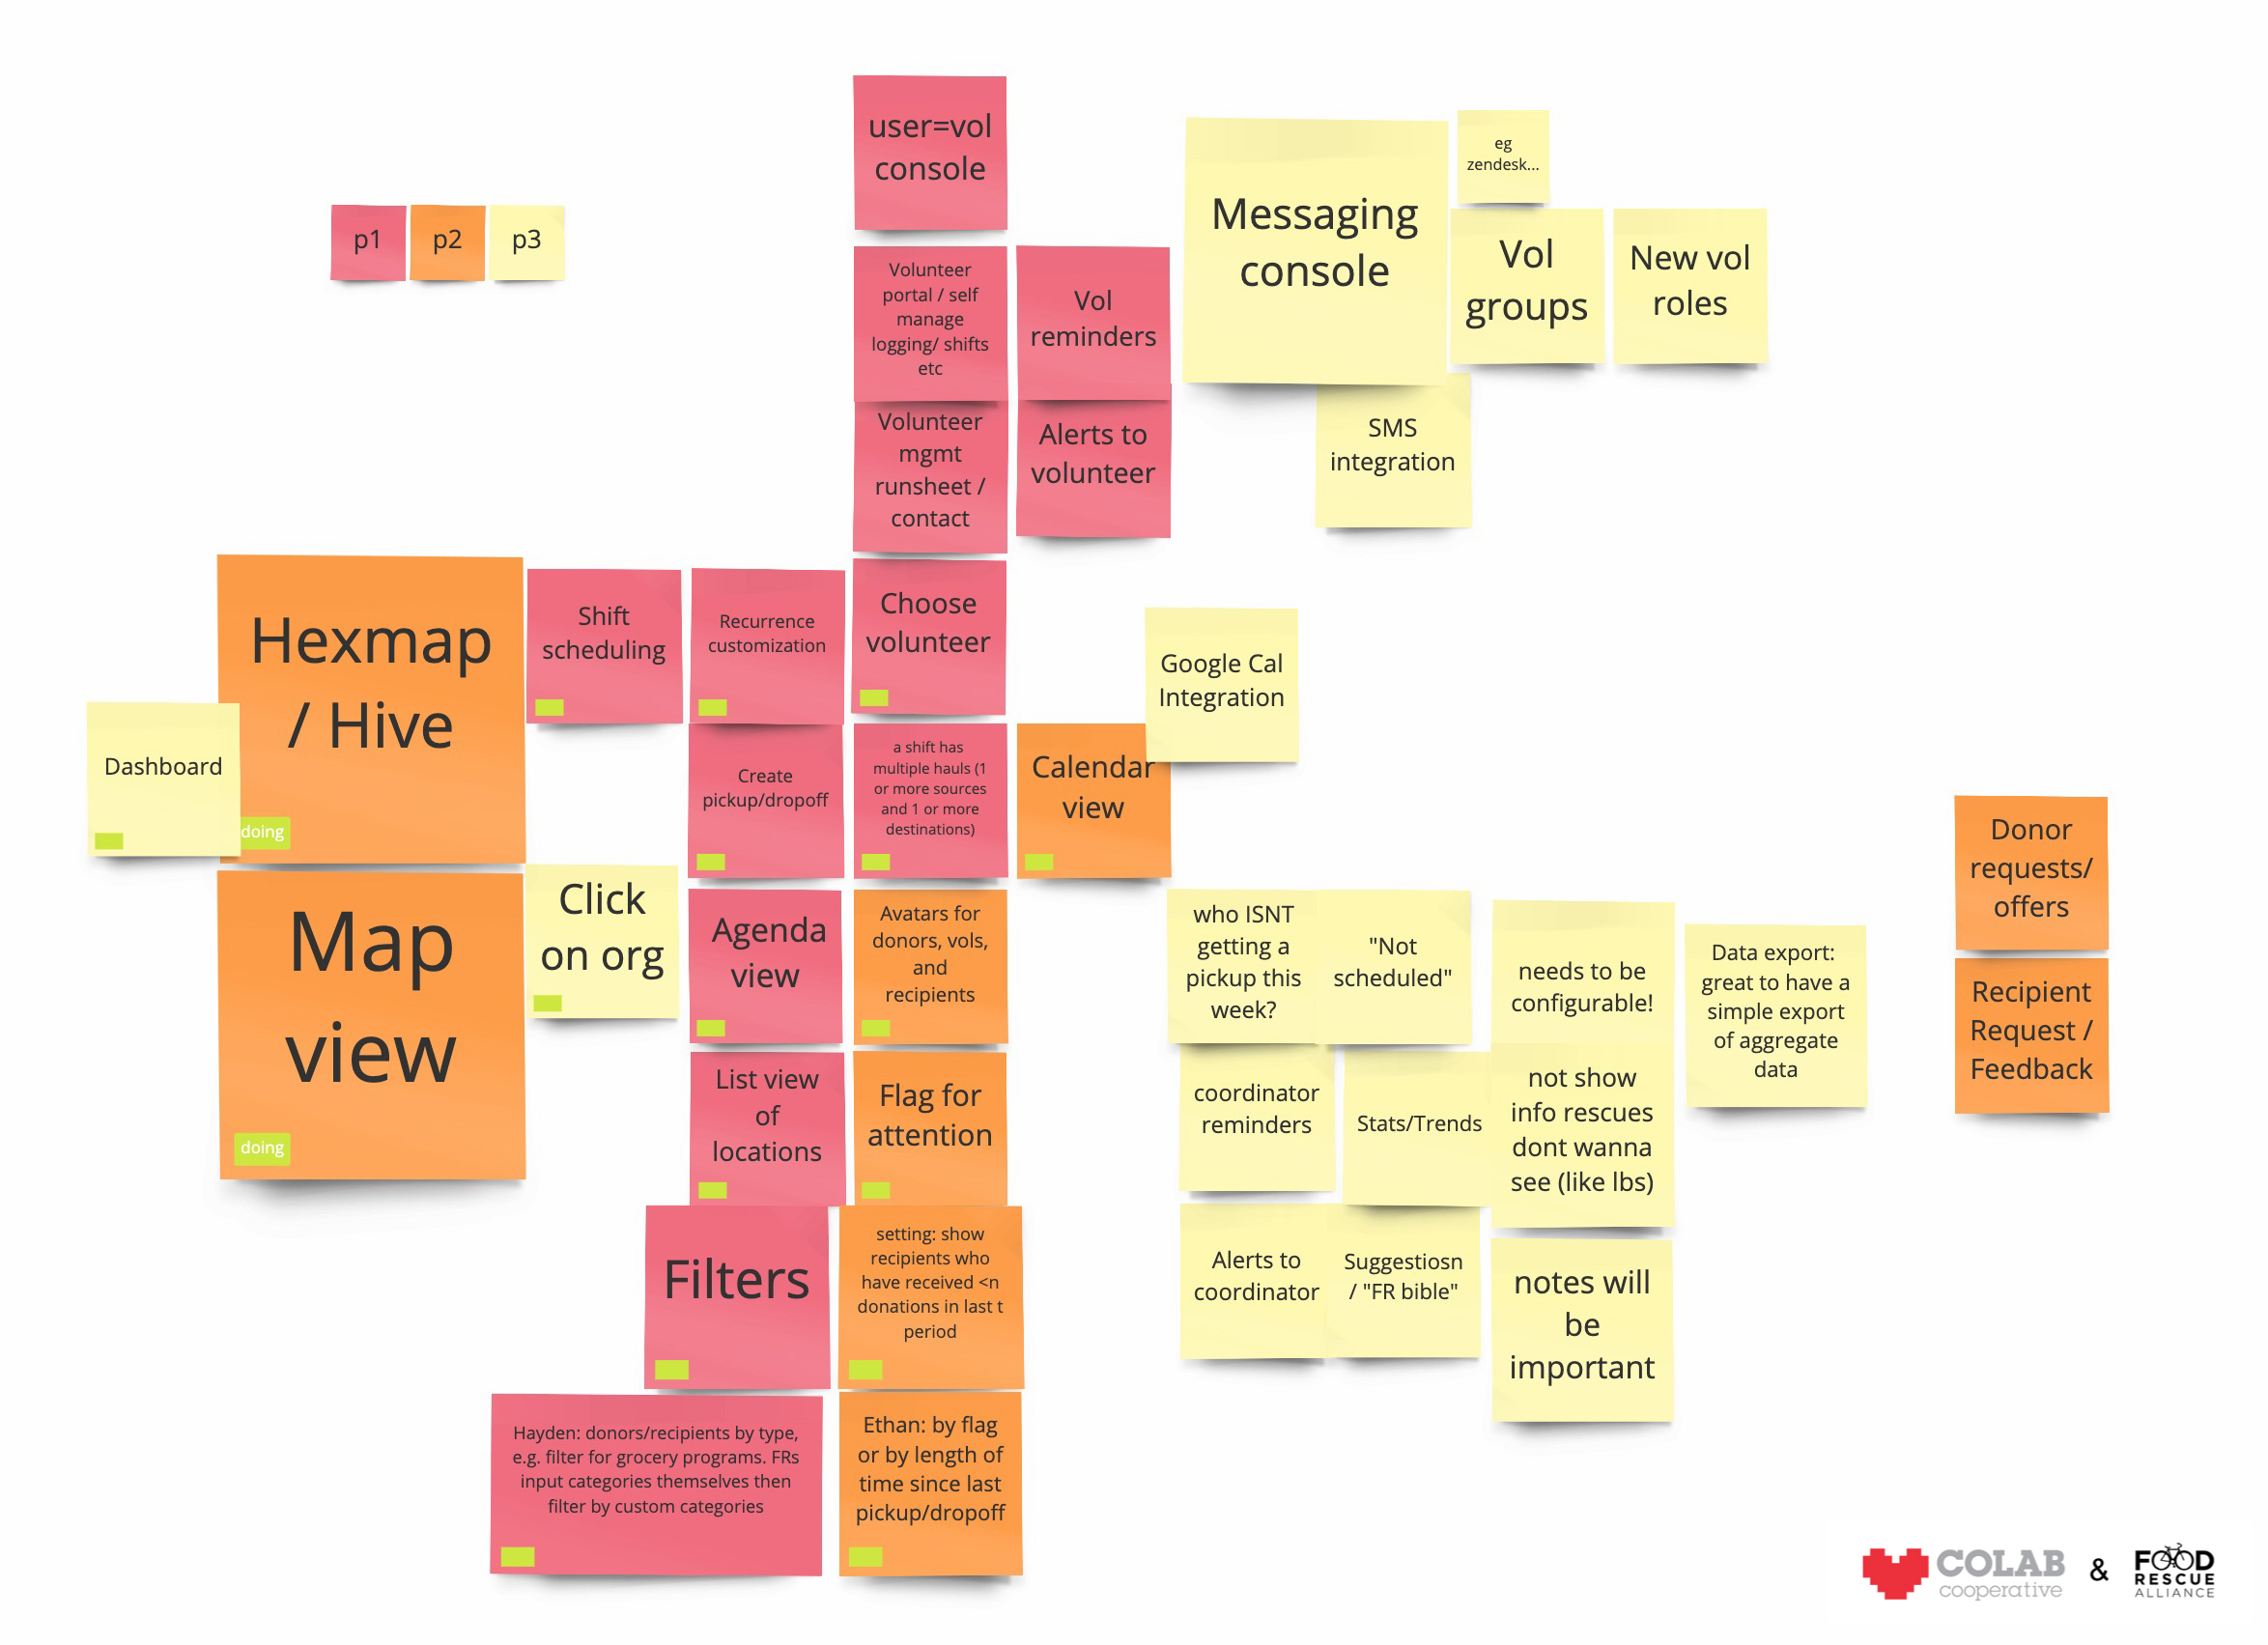 user=vol
console
p1
p2
p3
Volunteer
portal / self
manage
logging/ shifts
etc
Vol
reminders
Volunteer
mgmt
runsheet /
contact
Alerts to
volunteer
Messaging
console
eg
zendesk...
Vol
groups
New vol
roles
SMS
integration
Hexmap
/ Hive
doing
Dashboard
Shift
scheduling
Recurrence
customization
Choose
volunteer
Google Cal
Integration
Create
pickup/dropoff
a shift has
multiple hauls (1
or more sources
and 1 or more
destinations)
Calendar
view
Map
view
doing
Click
on org
Agenda
view
Avatars for
donors, vols,
and
recipients
List view
of
locations
Flag for
attention
Filters
setting: show
recipients who
have received <n
donations in last t
period
Hayden: donors/recipients by type,
e.g. filter for grocery programs. FRs
input categories themselves then
filter by custom categories
Ethan: by flag
or by length of
time since last
pickup/dropoff
who ISNT
getting a
pickup this
week?
"Not
scheduled"
needs to be
configurable!
Data export:
great to have a
simple export
of aggregate
data
coordinator
reminders
Stats/Trends
not show
info rescues
dont wanna
see (like lbs)
Alerts to
coordinator
Suggestiosn
/ "FR bible"
notes will
be
important
Donor
requests/
offers
Recipient
Request /
Feedback
COLAB
cooperative
&
FOOD
RESCUE
ALLIANCE